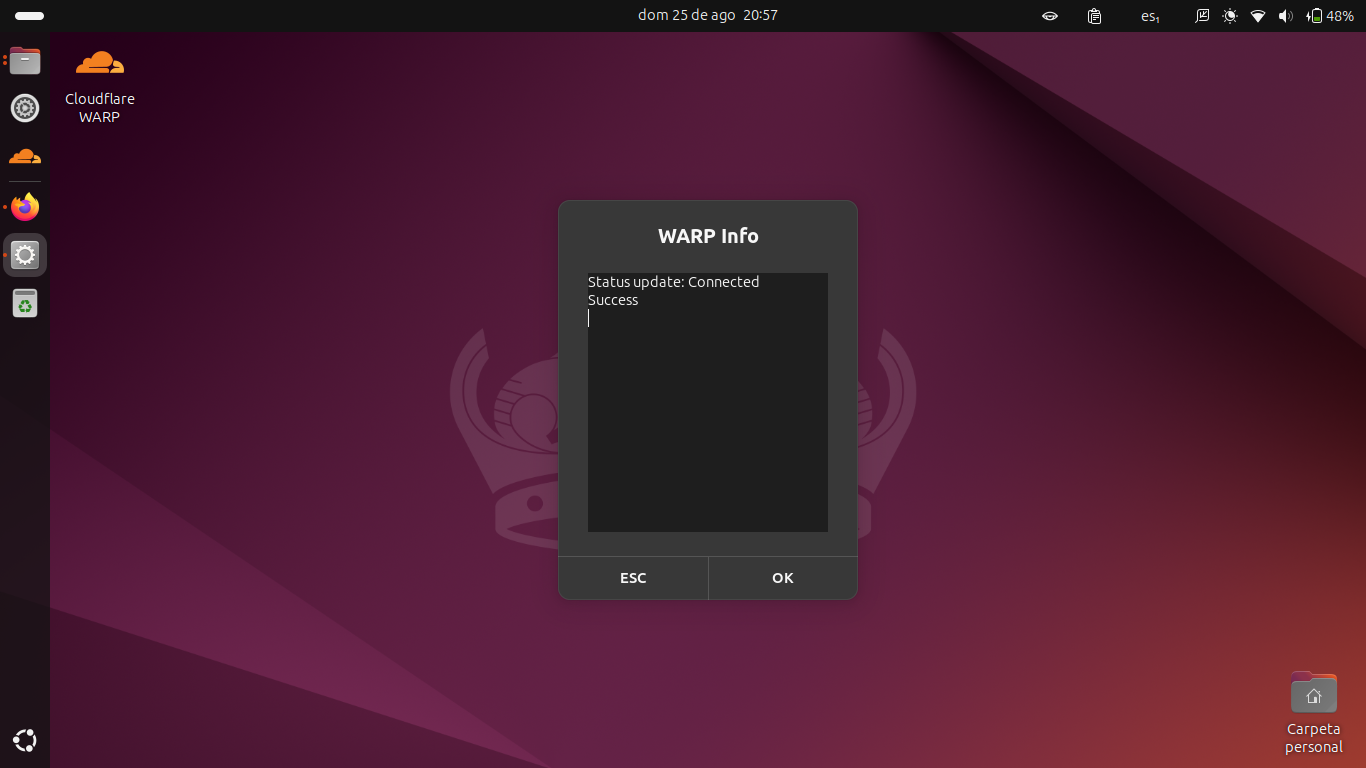 dom 25 de ago 20:57
es₁
48%
Cloudflare
WARP
WARP Info
Status update: Connected
Success
ESC
OK
Carpeta
personal